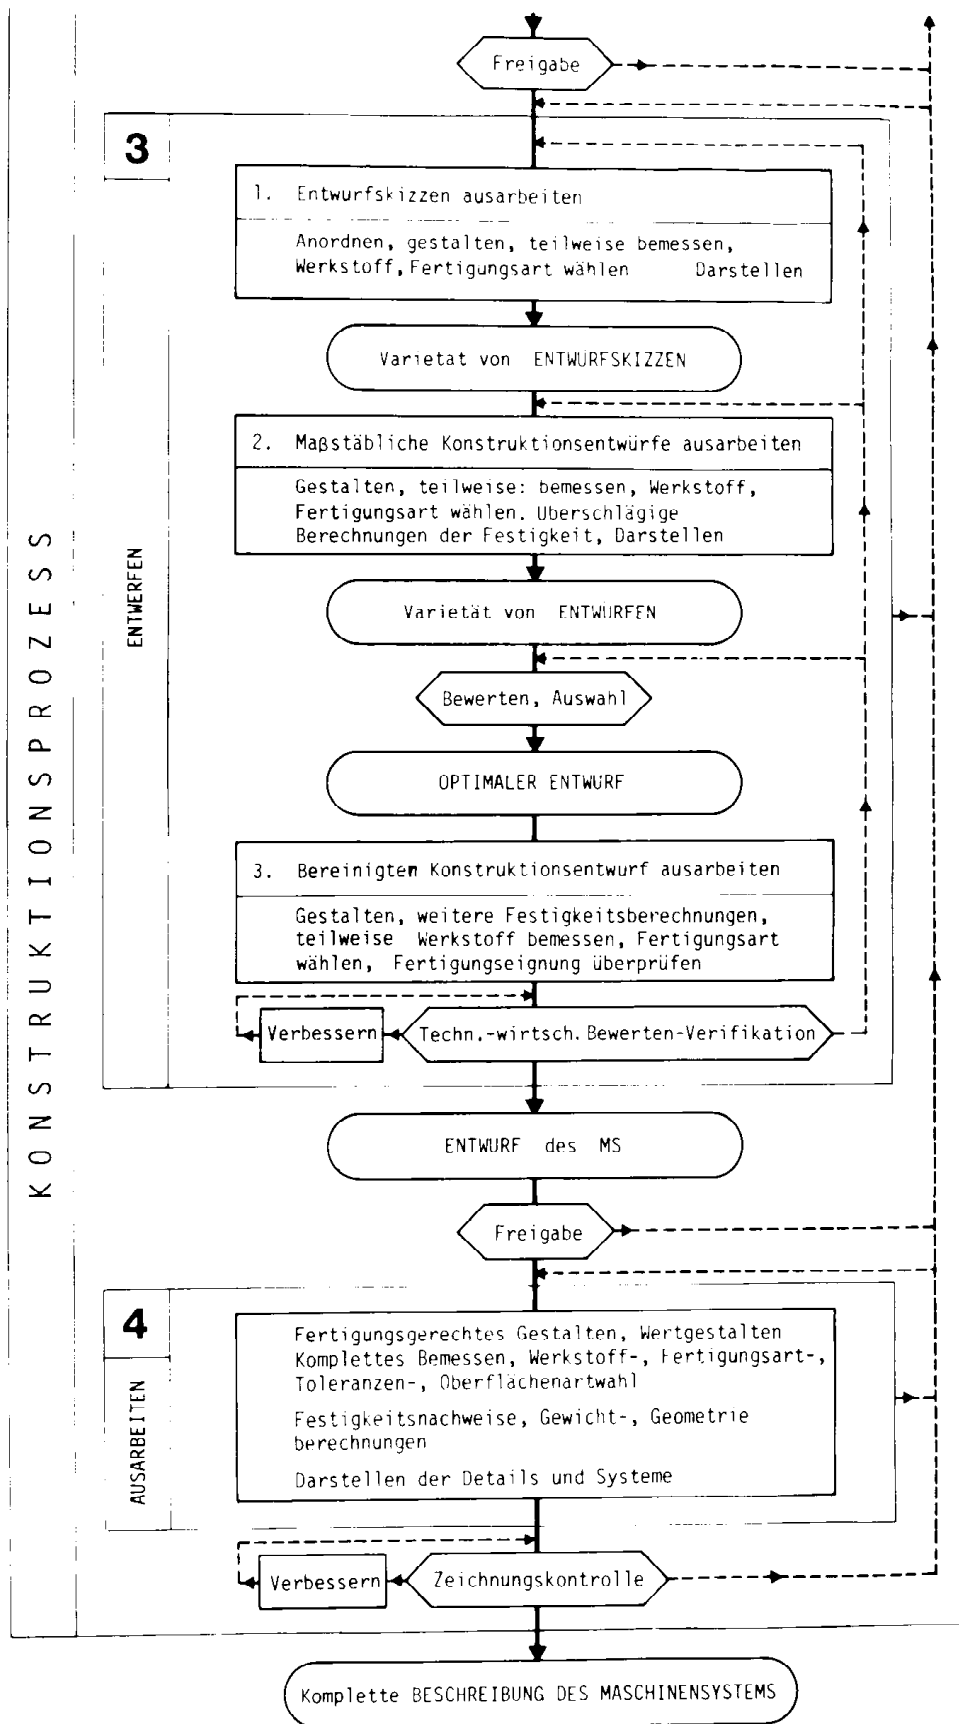 Freigabe
3
1. Entwurfskizzen ausarbeiten
Anordnen, gestalten, teilweise bemessen,
Werkstoff, Fertigungsart wählen Darstellen
Varietat von ENTWURFSKIZZEN
2. Maßstäbliche Konstruktionsentwürfe ausarbeiten
Gestalten, teilweise: bemessen, Werkstoff,
Fertigungsart wählen. Uberschlägige
Berechnungen der Festigkeit, Darstellen
KONSTRUKTIONSPROZESS
ENTWERFEN
Varietät von ENTWÜRFEN
Bewerten, Auswahl
OPTIMALER ENTWURF
3. Bereinigten Konstruktionsentwurf ausarbeiten
Gestalten, weitere Festigkeitsberechnungen,
teilweise Werkstoff bemessen, Fertigungsart
wählen, Fertigungseignung überprüfen
Verbessern
Techn.-wirtsch. Bewerten-Verifikation
ENTWURF des MS
Freigabe
4
AUSARBEITEN
Fertigungsgerechtes Gestalten, Wertgestalten
Komplettes Bemessen, Werkstoff-, Fertigungsart-,
Toleranzen-, Oberflächenartwahl
Festigkeitsnachweise, Gewicht-, Geometrie
berechnungen
Darstellen der Details und Systeme
Verbessern
Zeichnungskontrolle
Komplette BESCHREIBUNG DES MASCHINENSYSTEMS